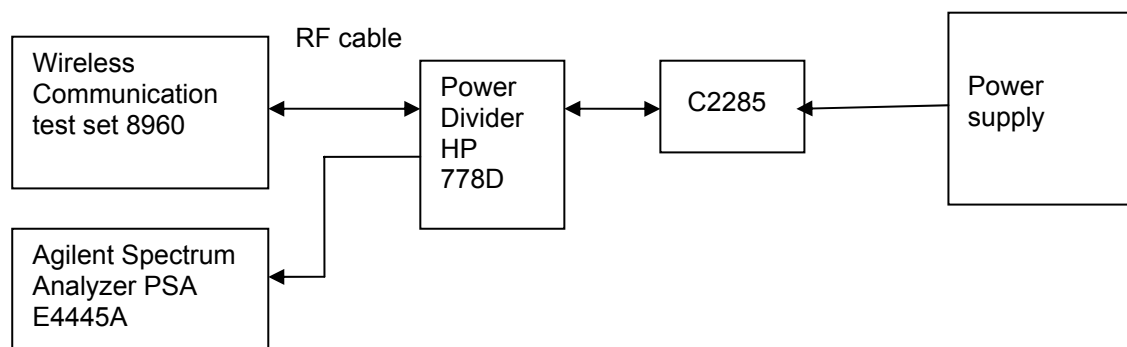 RF cable
Wireless
Communication
test set 8960
Power
Divider
HP
778D
C2285
Power
supply
Agilent Spectrum
Analyzer PSA
E4445A